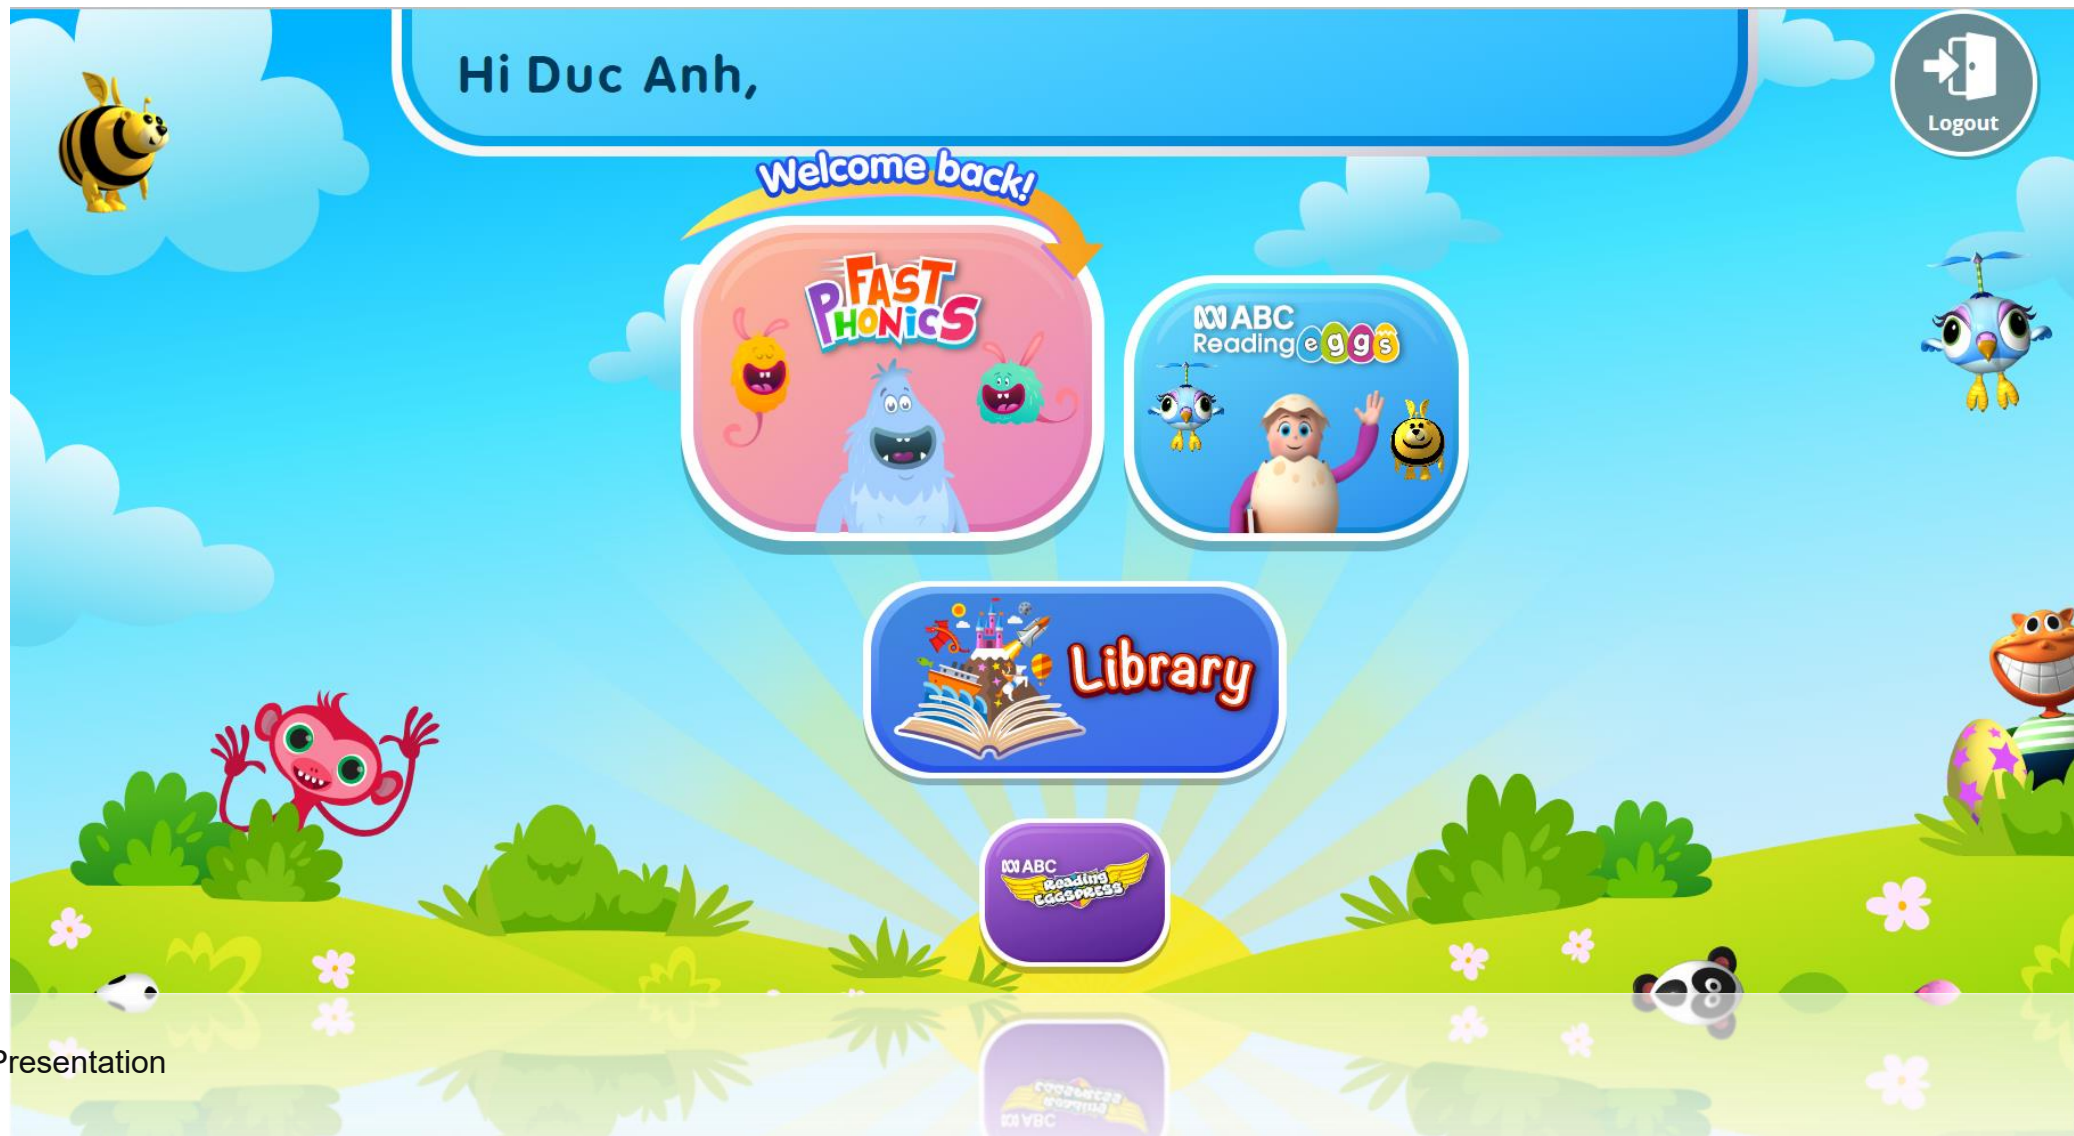 Hi Duc Anh,
Logout
Welcome back!
FAST
PHONICS
ABC
Reading eggs
Library
ABC
Reading
EGGSPRESS
Presentation